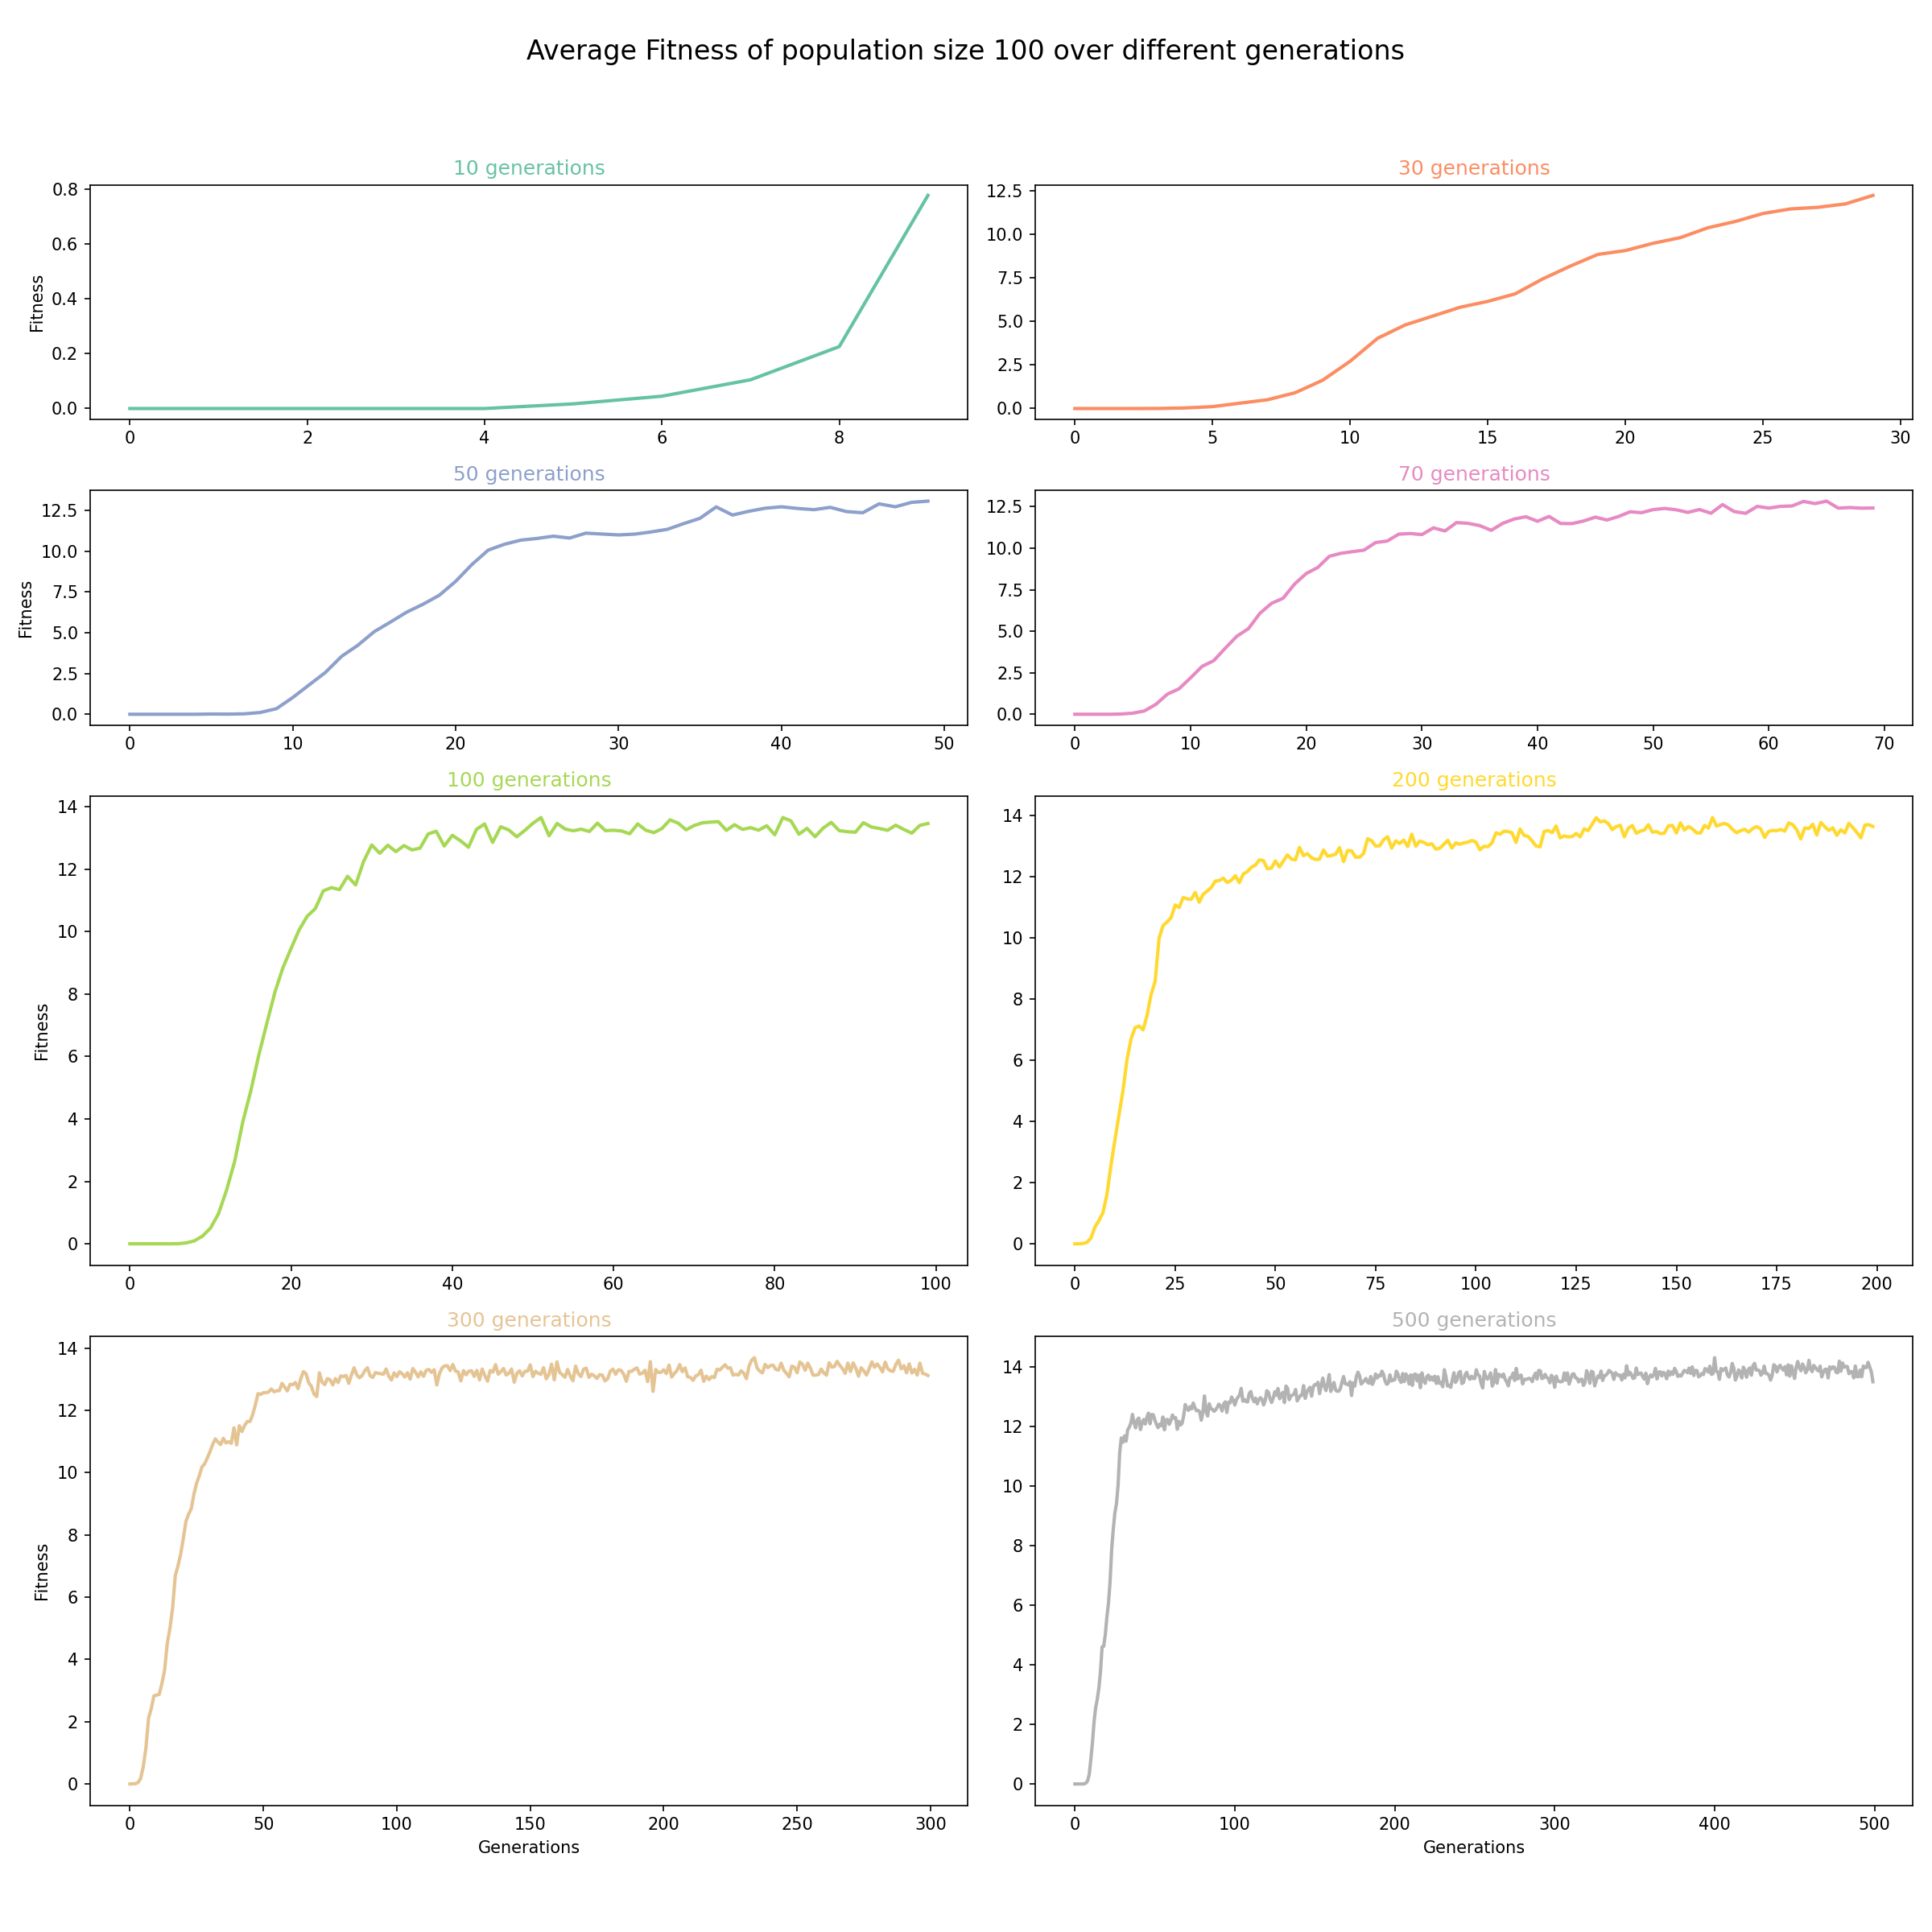 Average Fitness of population size 100 over different generations
10 generations
0.8
0.6
0.4
0.2
0.0
Fitness
0 2 4 6 8
30 generations
12.5
10.0
7.5
5.0
2.5
0.0
0 5 10 15 20 25 30
50 generations
12.5
10.0
7.5
5.0
2.5
0.0
Fitness
0 10 20 30 40 50
70 generations
12.5
10.0
7.5
5.0
2.5
0.0
0 10 20 30 40 50 60 70
100 generations
14
12
10
8
6
4
2
0
Fitness
0 20 40 60 80 100
200 generations
14
12
10
8
6
4
2
0
0 25 50 75 100 125 150 175 200
300 generations
14
12
10
8
6
4
2
0
Fitness
0 50 100 150 200 250 300
Generations
500 generations
14
12
10
8
6
4
2
0
0 100 200 300 400 500
Generations